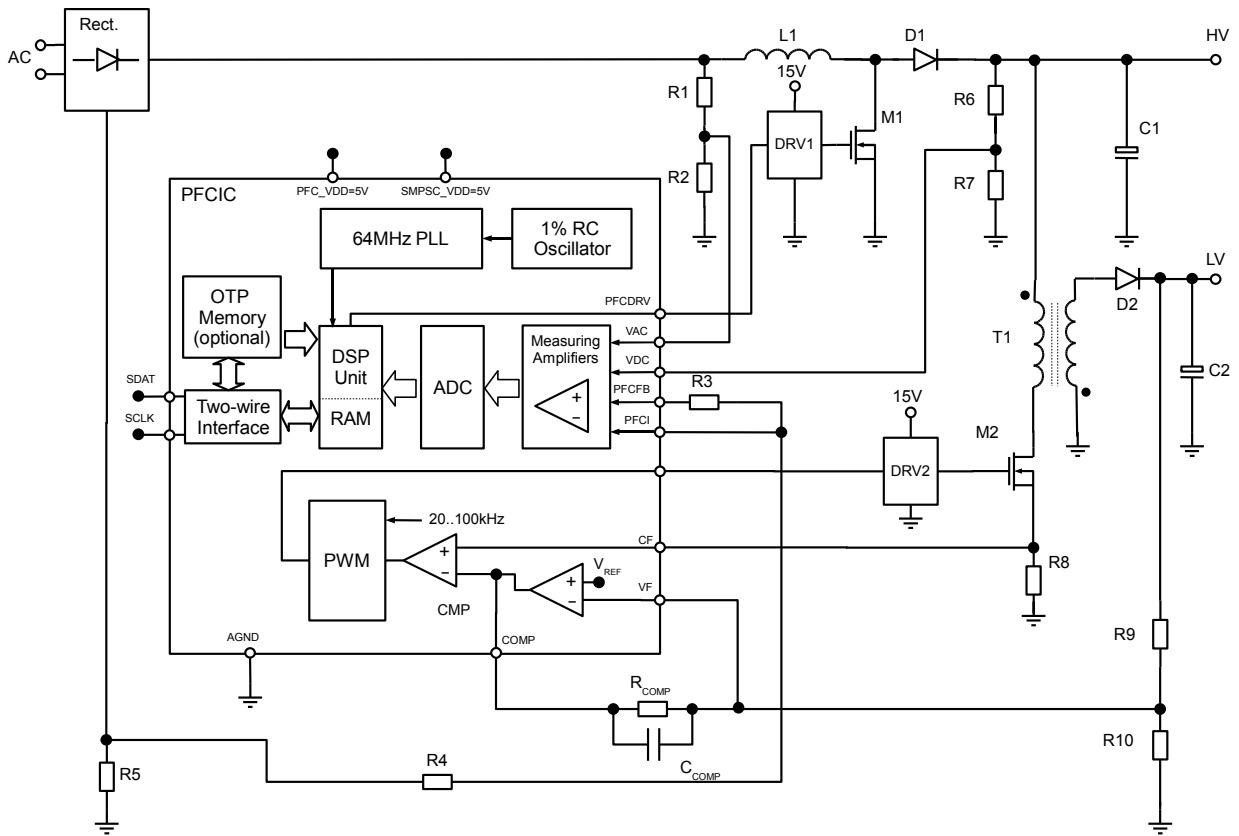 Rect.
AC
L1
D1
HV
15V
R1
R6
M1
C1
DRV1
R2
R7
PFCIC
PFC_VDD=5V
SMPSC_VDD=5V
64MHz PLL
1% RC
Oscillator
LV
OTP
Memory
(optional)
PFCDRV
D2
VAC
T1
DSP
Unit
RAM
ADC
Measuring
Amplifiers
+
−
VDC
R3
C2
SDAT
SCLK
Two-wire
Interface
PFCFB
PFCI
15V
M2
DRV2
20..100kHz
PWM
+
−
CMP
CF
+
−
VREF
VF
R8
AGND
COMP
R9
RCOMP
CCOMP
R10
R5
R4